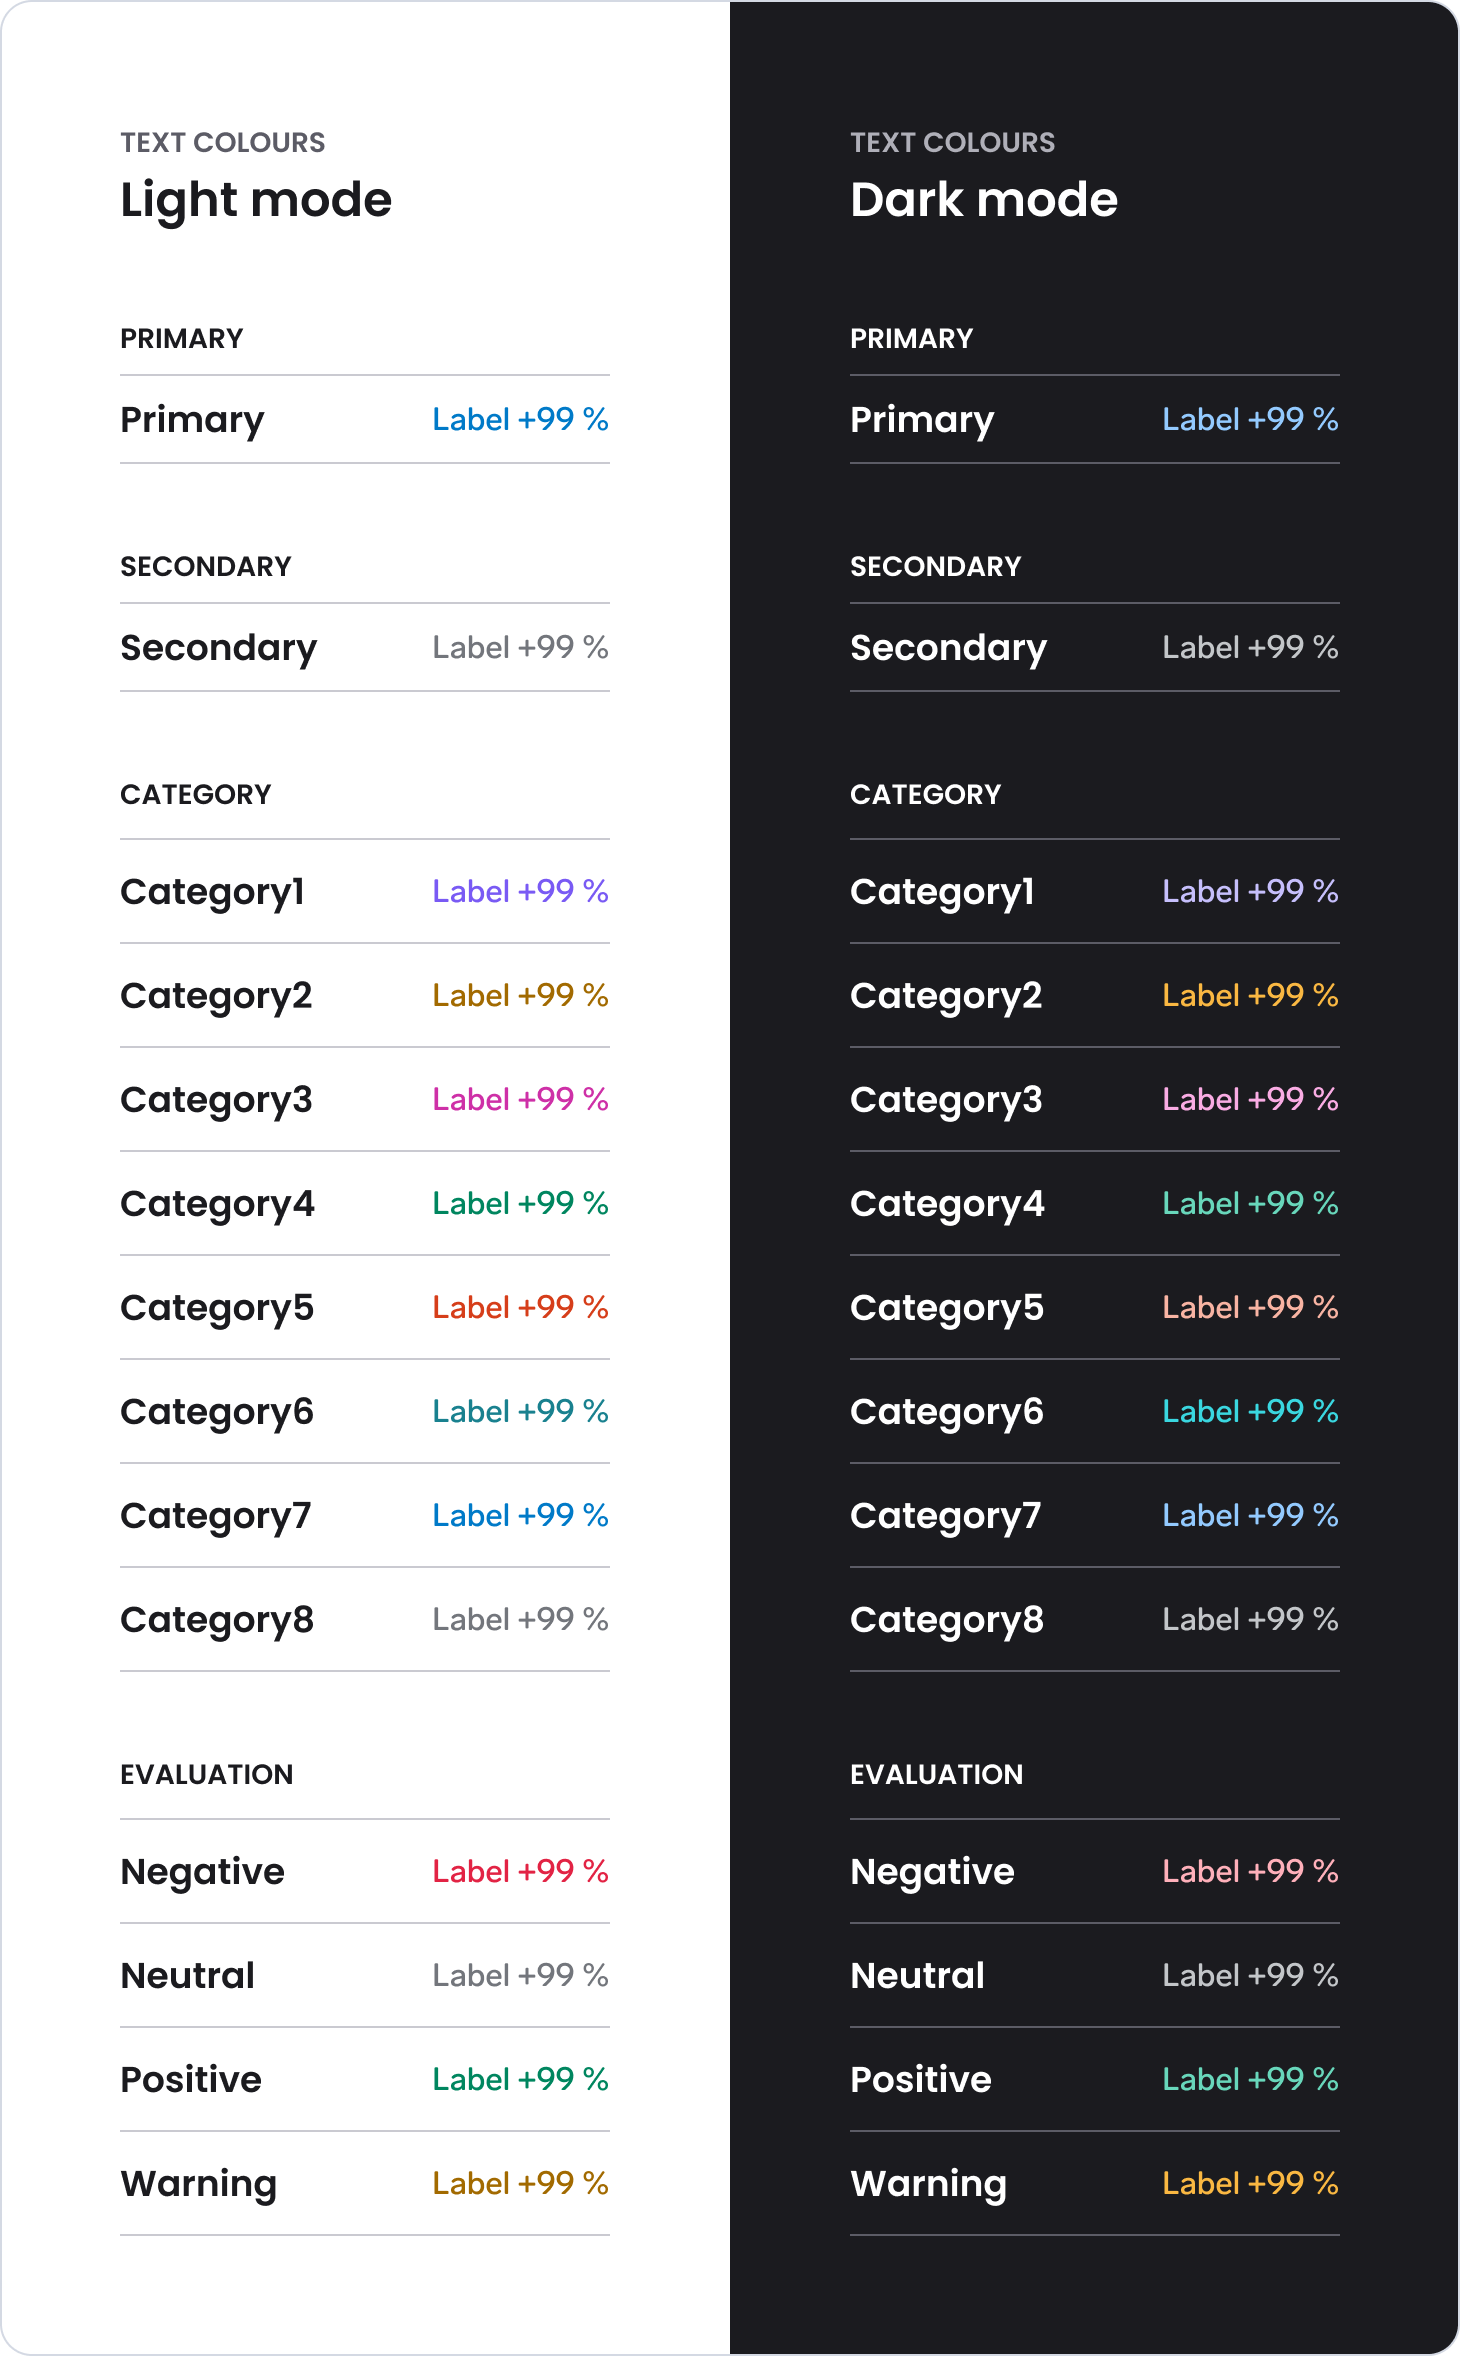 TEXT COLOURS
Light mode
PRIMARY
Primary Label +99 %
SECONDARY
Secondary Label +99 %
CATEGORY
Category1 Label +99 %
Category2 Label +99 %
Category3 Label +99 %
Category4 Label +99 %
Category5 Label +99 %
Category6 Label +99 %
Category7 Label +99 %
Category8 Label +99 %
EVALUATION
Negative Label +99 %
Neutral Label +99 %
Positive Label +99 %
Warning Label +99 %
TEXT COLOURS
Dark mode
PRIMARY
Primary Label +99 %
SECONDARY
Secondary Label +99 %
CATEGORY
Category1 Label +99 %
Category2 Label +99 %
Category3 Label +99 %
Category4 Label +99 %
Category5 Label +99 %
Category6 Label +99 %
Category7 Label +99 %
Category8 Label +99 %
EVALUATION
Negative Label +99 %
Neutral Label +99 %
Positive Label +99 %
Warning Label +99 %